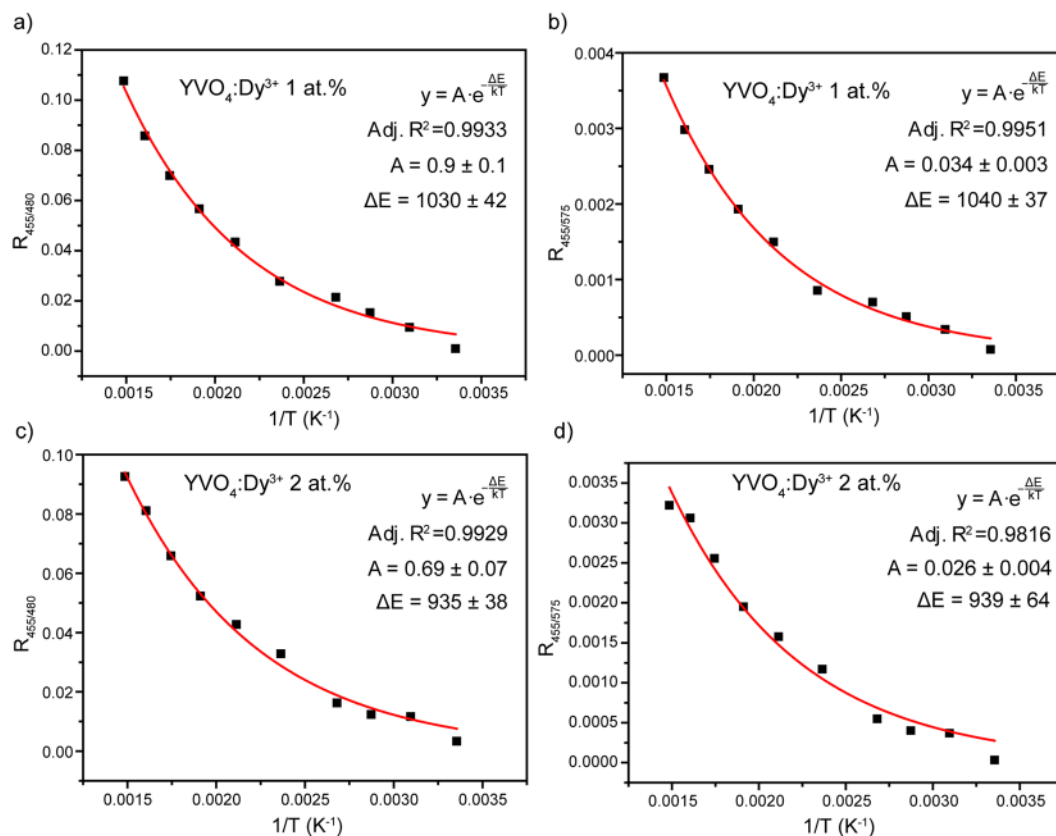 a)
YVO₄:Dy³⁺ 1 at.%
y = A·e^(-ΔE/kT)
Adj. R²=0.9933
A = 0.9 ± 0.1
ΔE = 1030 ± 42
0.12
0.10
0.08
0.06
0.04
0.02
0.00
R₄₅₅/₄₈₀
0.0015 0.0020 0.0025 0.0030 0.0035
1/T (K⁻¹)
b)
YVO₄:Dy³⁺ 1 at.%
y = A·e^(-ΔE/kT)
Adj. R²=0.9951
A = 0.034 ± 0.003
ΔE = 1040 ± 37
0.004
0.003
0.002
0.001
0.000
R₄₅₅/₅₇₅
0.0015 0.0020 0.0025 0.0030 0.0035
1/T (K⁻¹)
c)
YVO₄:Dy³⁺ 2 at.%
y = A·e^(-ΔE/kT)
Adj. R²=0.9929
A = 0.69 ± 0.07
ΔE = 935 ± 38
0.10
0.08
0.06
0.04
0.02
0.00
R₄₅₅/₄₈₀
0.0015 0.0020 0.0025 0.0030 0.0035
1/T (K⁻¹)
d)
YVO₄:Dy³⁺ 2 at.%
y = A·e^(-ΔE/kT)
Adj. R²=0.9816
A = 0.026 ± 0.004
ΔE = 939 ± 64
0.0035
0.0030
0.0025
0.0020
0.0015
0.0010
0.0005
0.0000
R₄₅₅/₅₇₅
0.0015 0.0020 0.0025 0.0030 0.0035
1/T (K⁻¹)